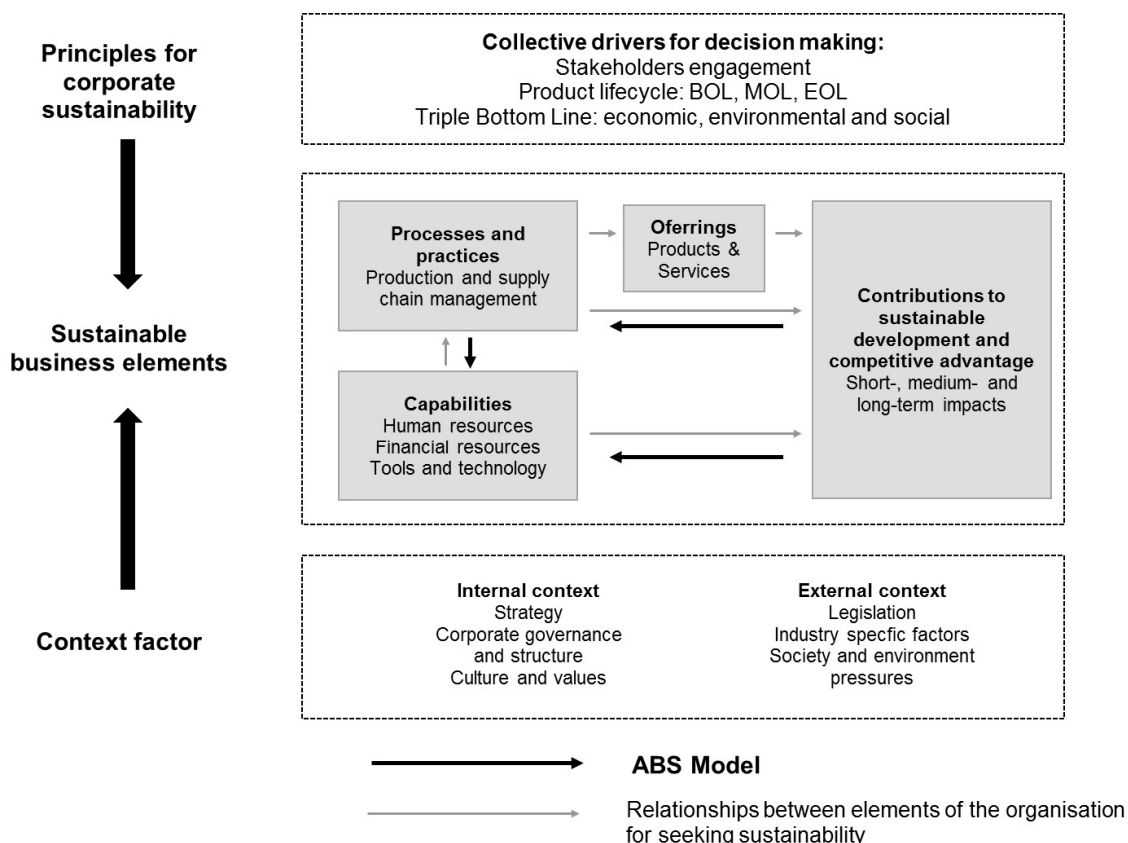 Principles for
corporate
sustainability
Collective drivers for decision making:
Stakeholders engagement
Product lifecycle: BOL, MOL, EOL
Triple Bottom Line: economic, environmental and social
Sustainable
business elements
Processes and
practices
Production and supply
chain management
Oferrings
Products &
Services
Contributions to
sustainable
development and
competitive advantage
Short-, medium- and
long-term impacts
Capabilities
Human resources
Financial resources
Tools and technology
Context factor
Internal context
Strategy
Corporate governance
and structure
Culture and values
External context
Legislation
Industry specfic factors
Society and environment
pressures
ABS Model
Relationships between elements of the organisation
for seeking sustainability